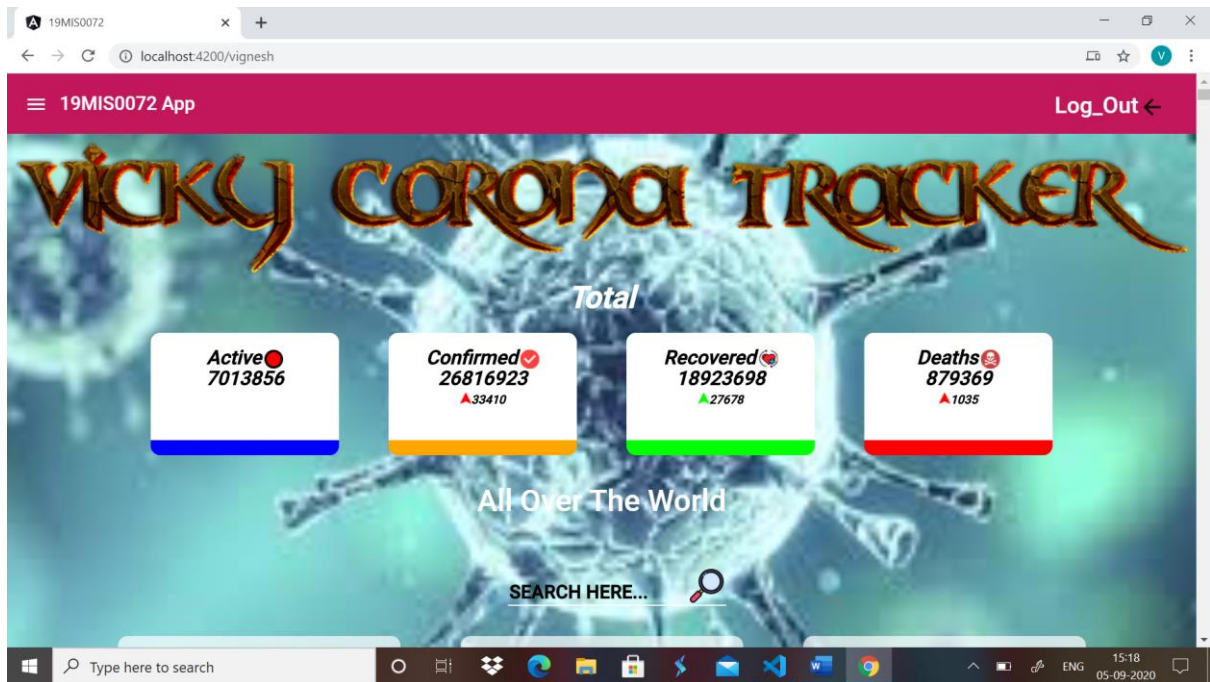 19MIS0072
localhost:4200/vignesh
V
19MIS0072 App
Log_Out
VICKY CORONA TRACKER
Total
Active
7013856
Confirmed
26816923
33410
Recovered
18923698
27678
Deaths
879369
1035
All Over The World
SEARCH HERE...
Type here to search
ENG
15:18
05-09-2020